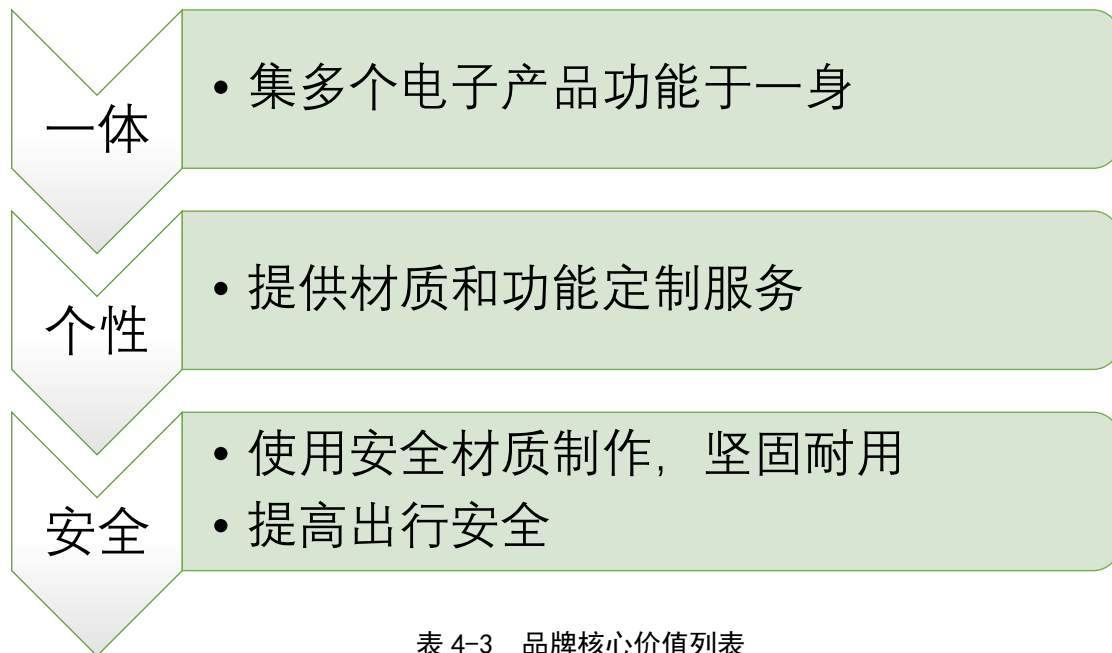 一体
• 集多个电子产品功能于一身
个性
• 提供材质和功能定制服务
安全
• 使用安全材质制作，坚固耐用
• 提高出行安全
表 4-3 品牌核心价值列表